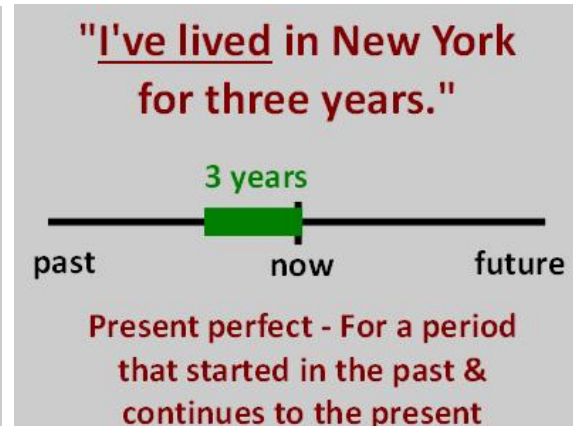 "I've lived in New York
for three years."
3 years
past now future
Present perfect - For a period
that started in the past &
continues to the present